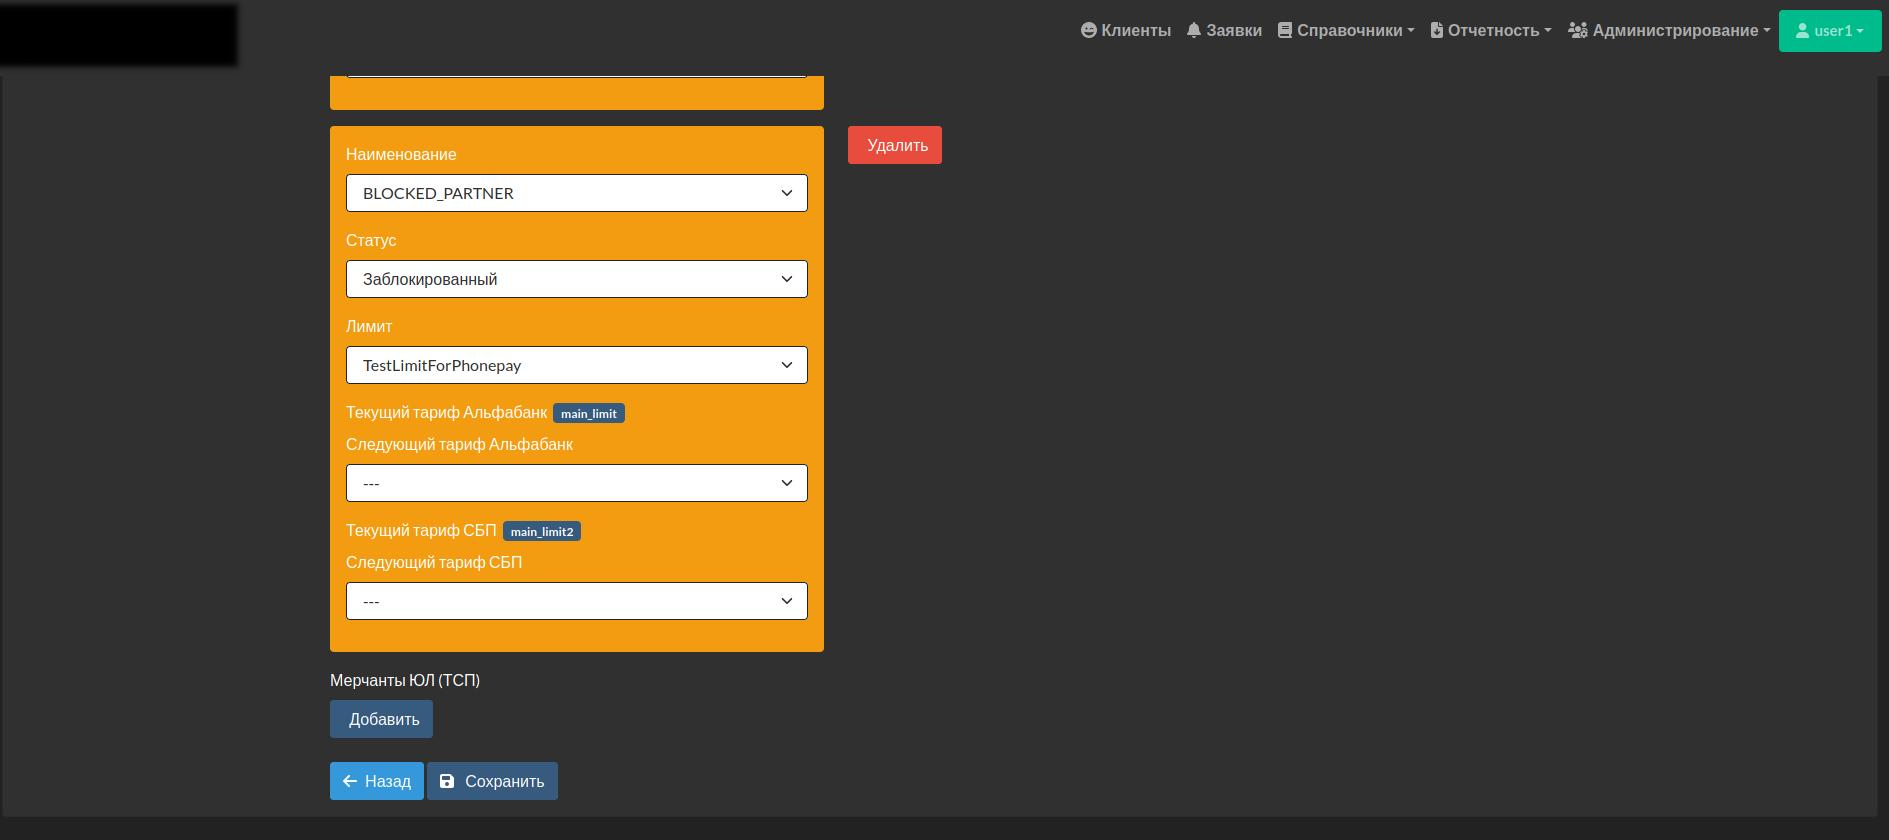 Клиенты Заявки Справочники Отчетность Администрирование user1
Удалить
Наименование
BLOCKED_PARTNER
Статус
Заблокированный
Лимит
TestLimitForPhonepay
Текущий тариф Альфабанк main_limit
Следующий тариф Альфабанк
---
Текущий тариф СБП main_limit2
Следующий тариф СБП
---
Мерчанты ЮЛ (ТСП)
Добавить
Назад Сохранить